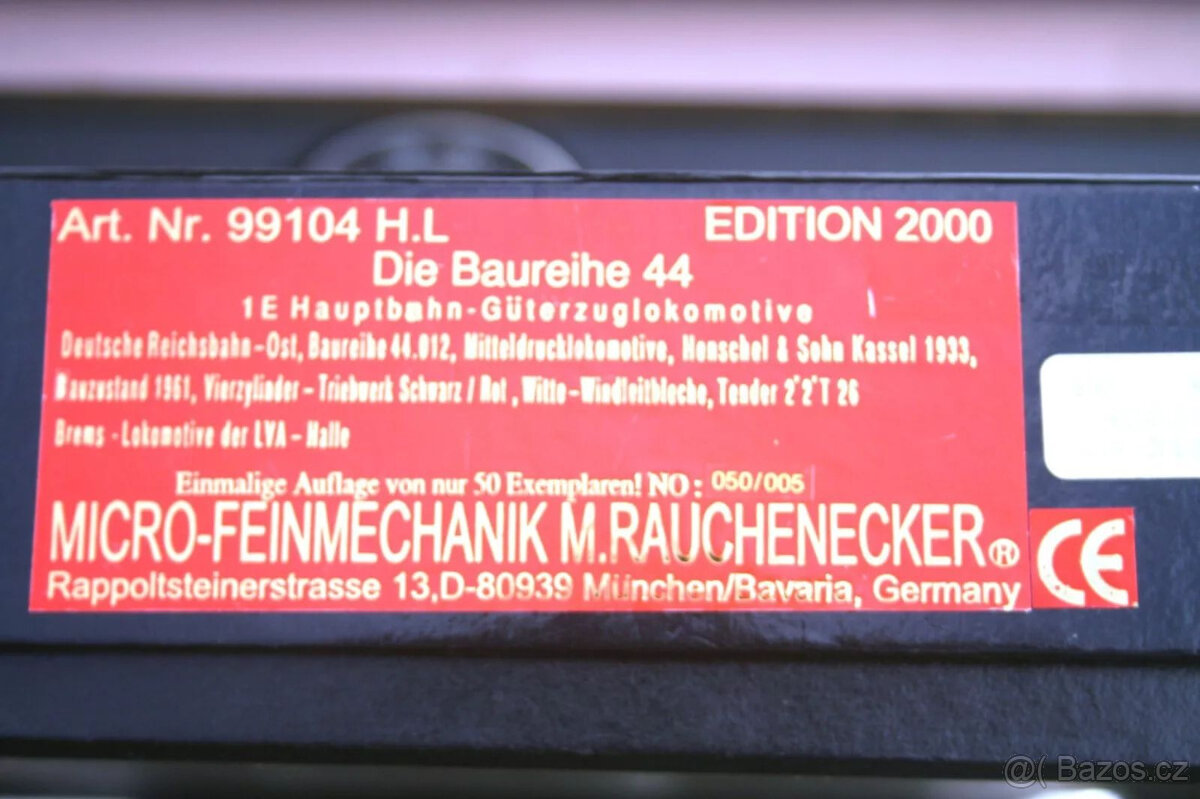 Art. Nr. 99104 H.L EDITION 2000
Die Baureihe 44
1E Hauptbahn-Güterzuglokomotive
Deutsche Reichsbahn-Ost, Baureihe 44.012, Mitteldrucklokomotive, Henschel & Sohn Kassel 1933,
Bauzustand 1961, Vierzylinder - Triebwerk Schwarz / Rot , Witte-Windleitbleche, Tender 2'2'T 26
Brems - Lokomotive der LVA - Halle
Einmalige Auflage von nur 50 Exemplaren! NO : 050/005
MICRO-FEINMECHANIK M.RAUCHENECKER®
CE
Rappoltsteinerstrasse 13,D-80939 München/Bavaria, Germany
@( Bazos.cz